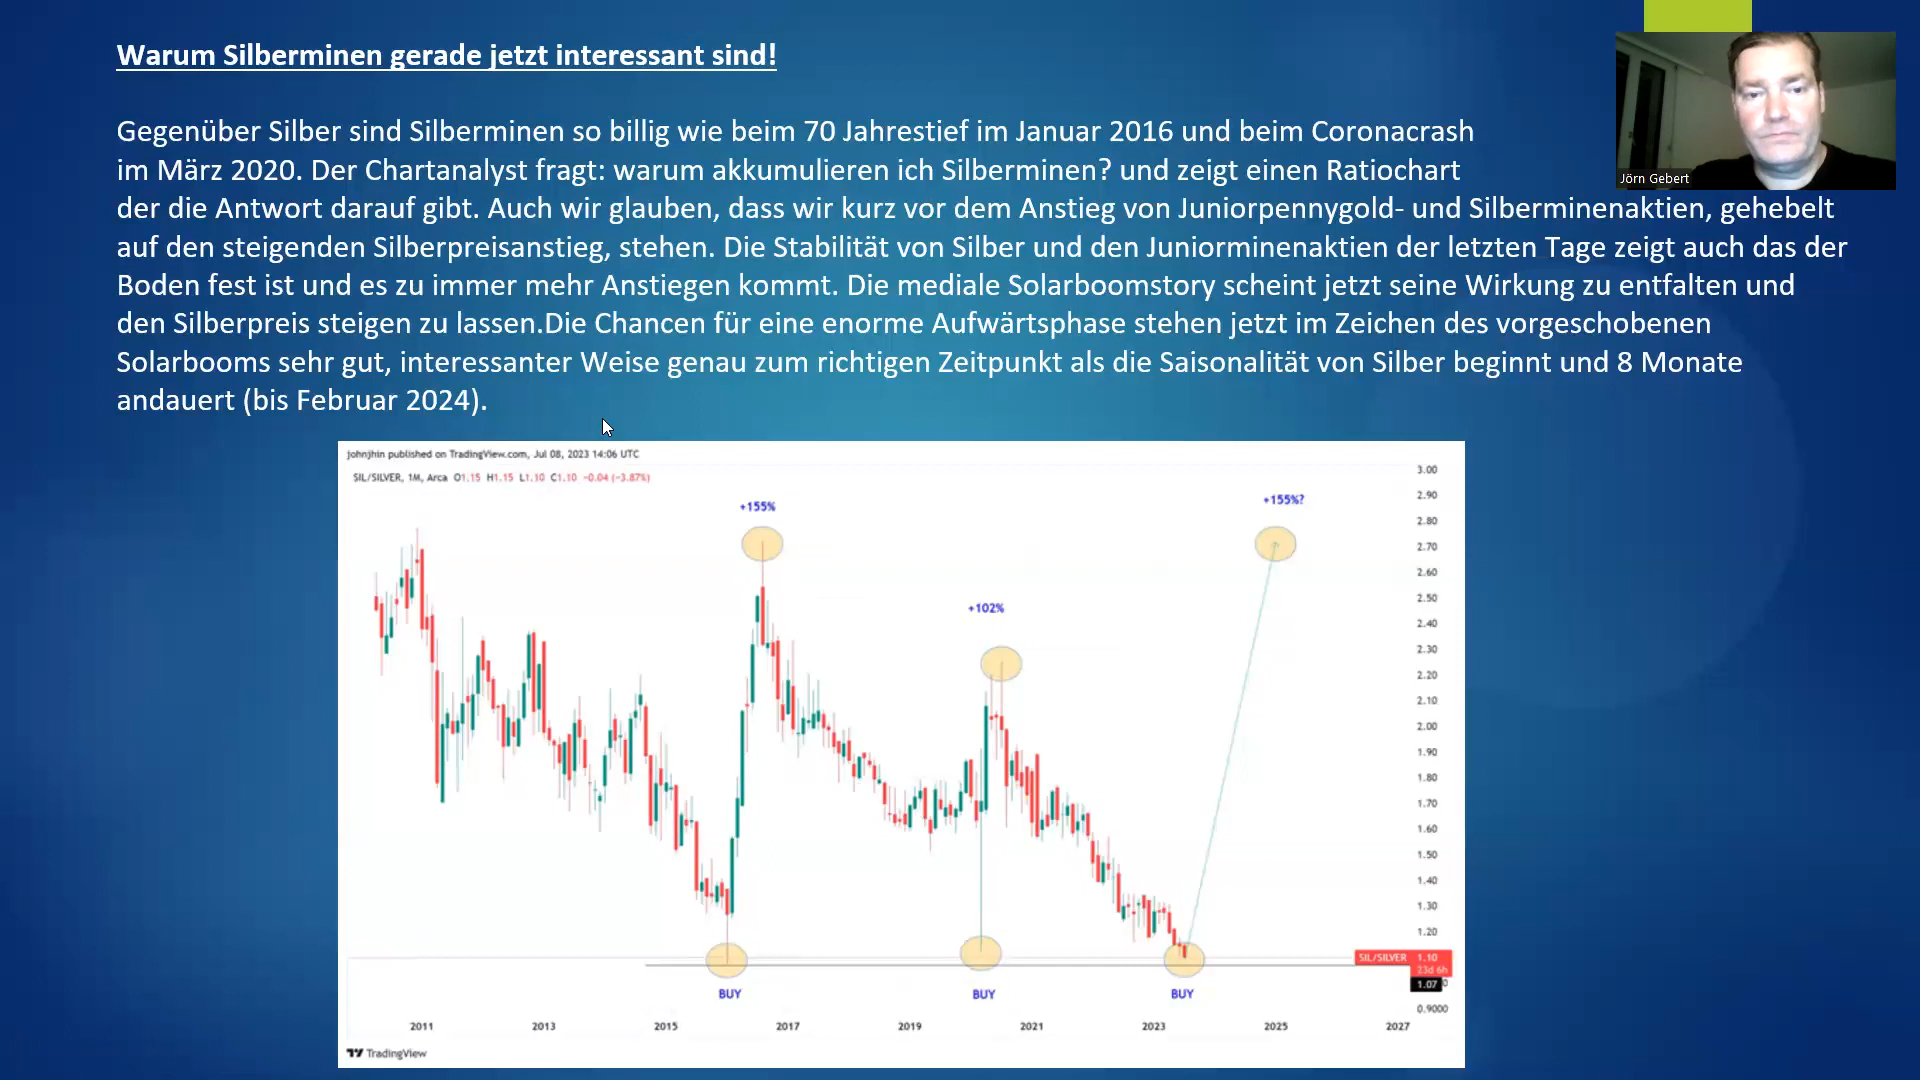 Warum Silberminen gerade jetzt interessant sind!
Gegenüber Silber sind Silberminen so billig wie beim 70 Jahrestief im Januar 2016 und beim Coronacrash
im März 2020. Der Chartanalyst fragt: warum akkumulieren ich Silberminen? und zeigt einen Ratiochart
der die Antwort darauf gibt. Auch wir glauben, dass wir kurz vor dem Anstieg von Juniorpennygold- und Silberminenaktien, gehebelt
auf den steigenden Silberpreisanstieg, stehen. Die Stabilität von Silber und den Juniorminenaktien der letzten Tage zeigt auch das der
Boden fest ist und es zu immer mehr Anstiegen kommt. Die mediale Solarboomstory scheint jetzt seine Wirkung zu entfalten und
den Silberpreis steigen zu lassen.Die Chancen für eine enorme Aufwärtsphase stehen jetzt im Zeichen des vorgeschobenen
Solarbooms sehr gut, interessanter Weise genau zum richtigen Zeitpunkt als die Saisonalität von Silber beginnt und 8 Monate
andauert (bis Februar 2024).
Jörn Gebert
johnjhin published on TradingView.com, Jul 08, 2023 14:06 UTC
SIL/SILVER, 1M, Arca O1.15 H1.15 L1.10 C1.10 -0.04 (-3.87%)
+155%
+102%
+155%?
3.00
2.90
2.80
2.70
2.60
2.50
2.40
2.30
2.20
2.10
2.00
1.90
1.80
1.70
1.60
1.50
1.40
1.30
1.20
SIL/SILVER 1.10
23d 6h
1.07
0.9000
BUY
BUY
BUY
2011
2013
2015
2017
2019
2021
2023
2025
2027
TradingView